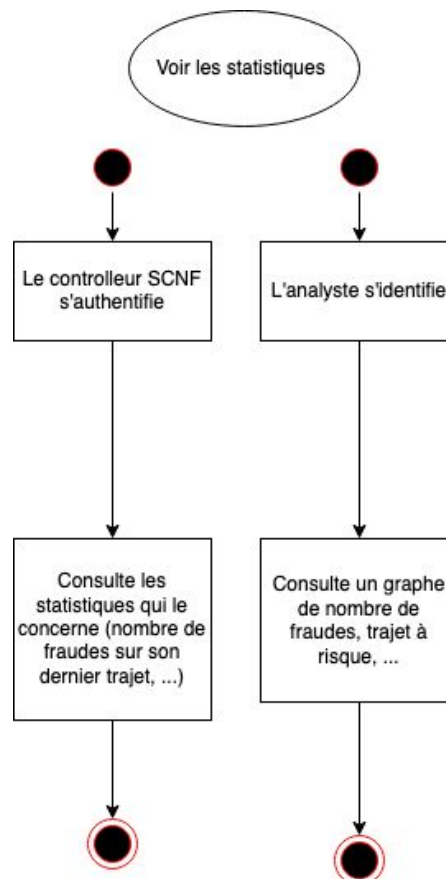 Voir les statistiques
Le controlleur SCNF
s'authentifie
L'analyste s'identifie
Consulte les
statistiques qui le
concerne (nombre de
fraudes sur son
dernier trajet, ...)
Consulte un graphe
de nombre de
fraudes, trajet à
risque, ...